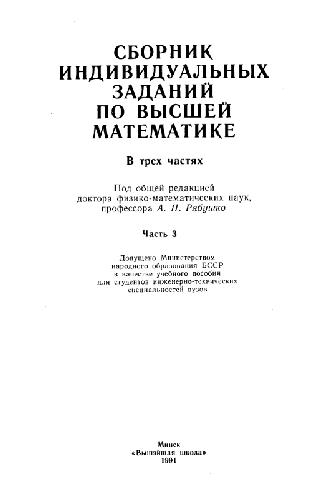 СБОРНИК
ИНДИВИДУАЛЬНЫХ
ЗАДАНИЙ
ПО ВЫСШЕЙ
МАТЕМАТИКЕ
В трех частях
Под общей редакцией
доктора физико-математических наук,
профессора А. П. Рябушко
Часть 3
Допущено Министерством
народного образования БССР
в качестве учебного пособия
для студентов инженерно-технических
специальностей вузов
Минск
«Вышэйшая школа»
1991